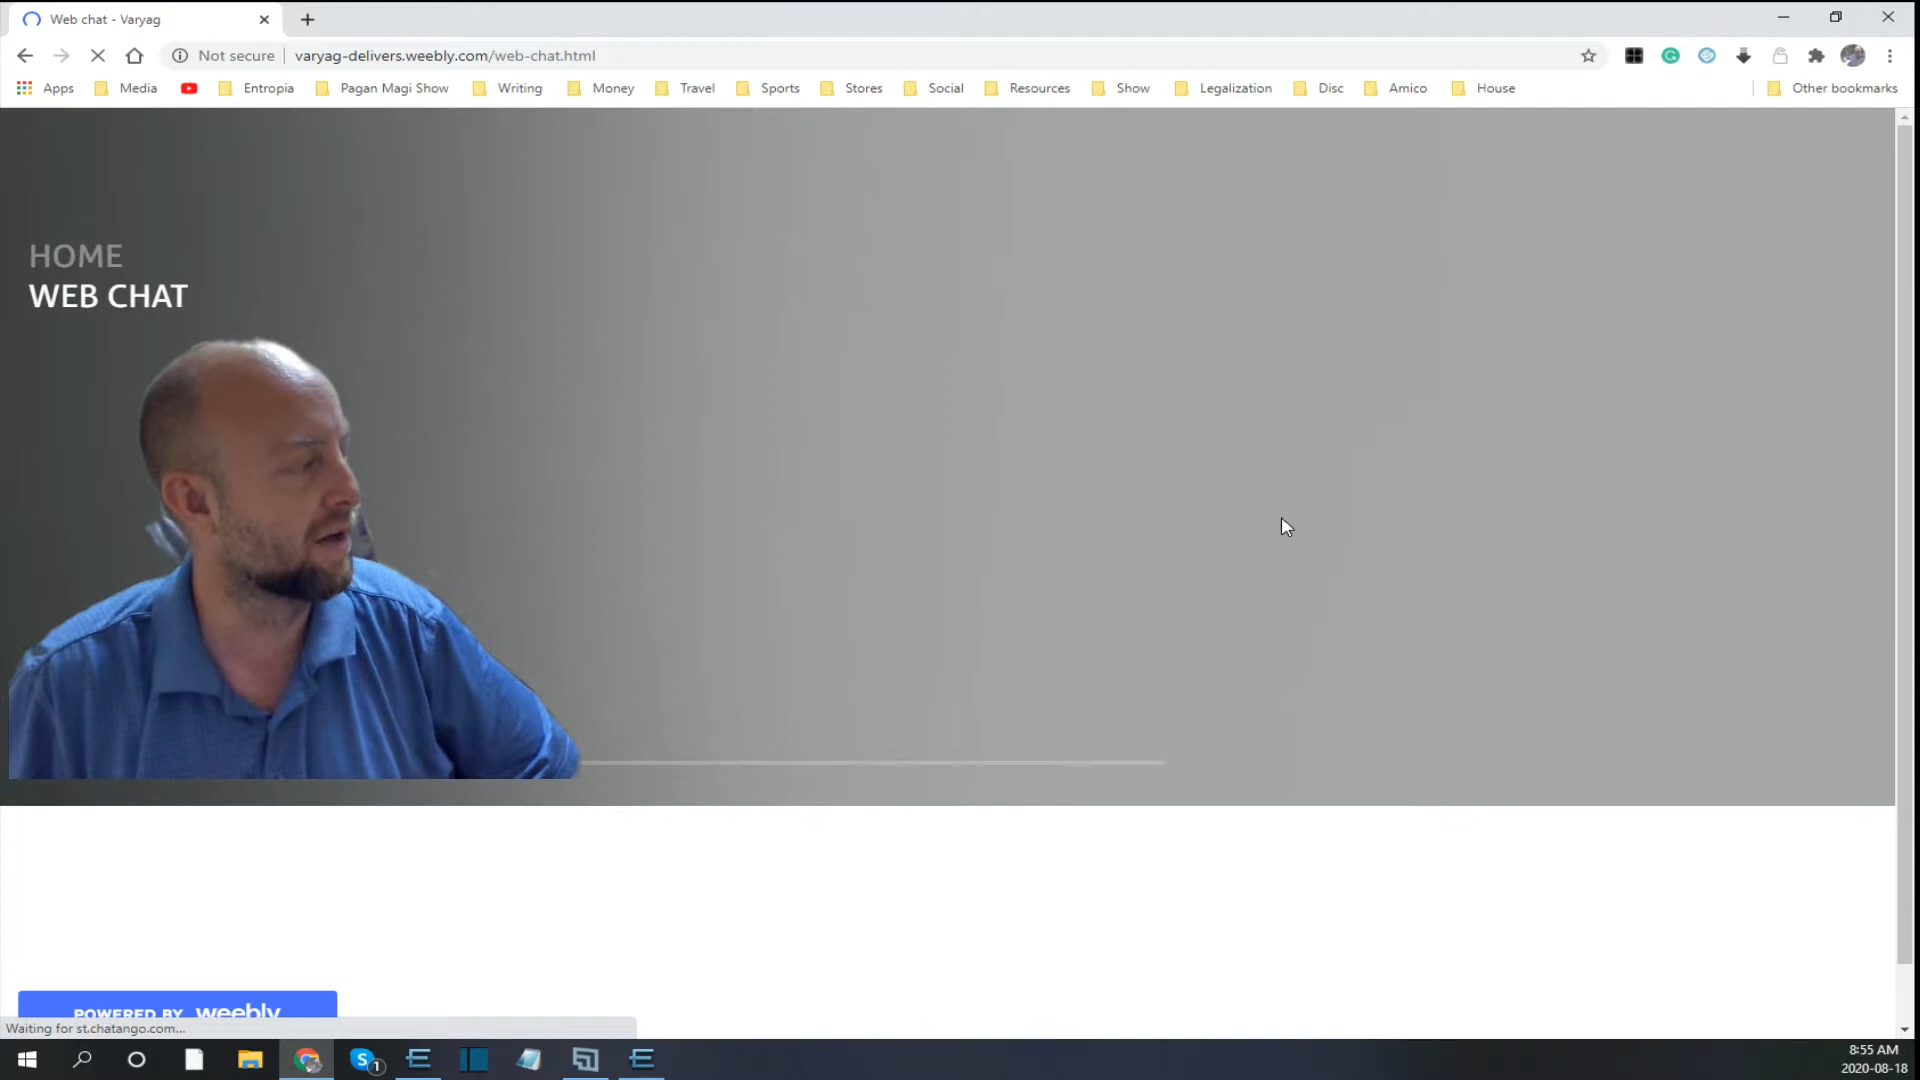 Web chat - Varyag
Not secure varyag-delivers.weebly.com/web-chat.html
Apps Media Entropia Pagan Magi Show Writing Money Travel Sports Stores Social Resources Show Legalization Disc Amico House Other bookmarks
HOME
WEB CHAT
POWERED BY weebly
Waiting for st.chatango.com...
8:55 AM
2020-08-18